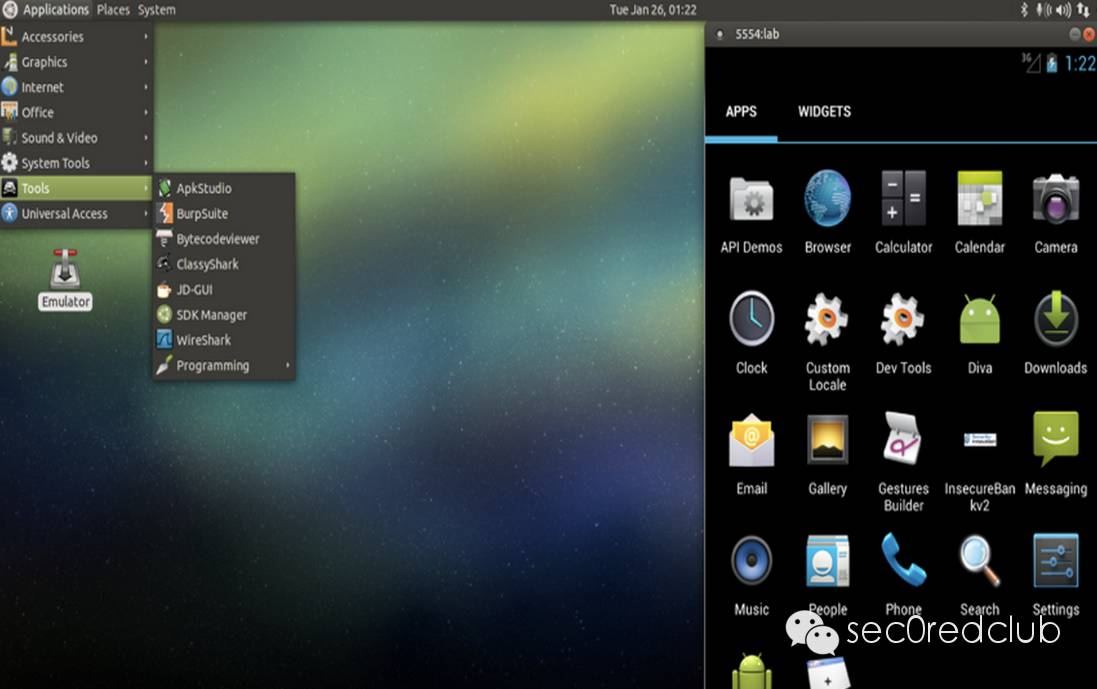 Applications Places System
Tue Jan 26, 01:22
Accessories
Graphics
Internet
Office
Sound & Video
System Tools
Tools
Universal Access
ApkStudio
BurpSuite
Bytecodeviewer
ClassyShark
JD-GUI
SDK Manager
WireShark
Programming
Emulator
5554:lab
3G
1:22
APPS WIDGETS
API Demos Browser Calculator Calendar Camera
Clock Custom Locale Dev Tools Diva Downloads
Email Gallery Gestures Builder InsecureBankv2 Messaging
Music People Phone Search Settings
sec0redclub